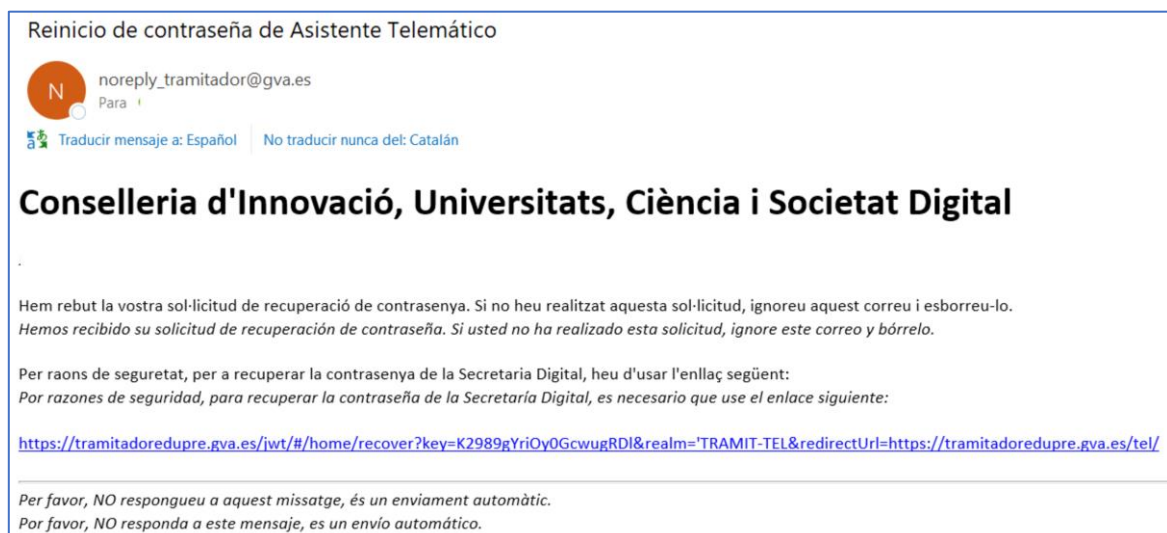 Reinicio de contraseña de Asistente Telemático
N
noreply_tramitador@gva.es
Para
Traducir mensaje a: Español
No traducir nunca del: Catalán
Conselleria d'Innovació, Universitats, Ciència i Societat Digital
.
Hem rebut la vostra sol·licitud de recuperació de contrasenya. Si no heu realitzat aquesta sol·licitud, ignoreu aquest correu i esborreu-lo.
Hemos recibido su solicitud de recuperación de contraseña. Si usted no ha realizado esta solicitud, ignore este correo y bórrelo.
Per raons de seguretat, per a recuperar la contrasenya de la Secretaria Digital, heu d'usar l'enllaç següent:
Por razones de seguridad, para recuperar la contraseña de la Secretaría Digital, es necesario que use el enlace siguiente:
https://tramitadoredupre.gva.es/jwt/#/home/recover?key=K2989gYriOy0GcwugRDl&realm='TRAMIT-TEL&redirectUrl=https://tramitadoredupre.gva.es/tel/
Per favor, NO respongueu a aquest missatge, és un enviament automàtic.
Por favor, NO responda a este mensaje, es un envío automático.